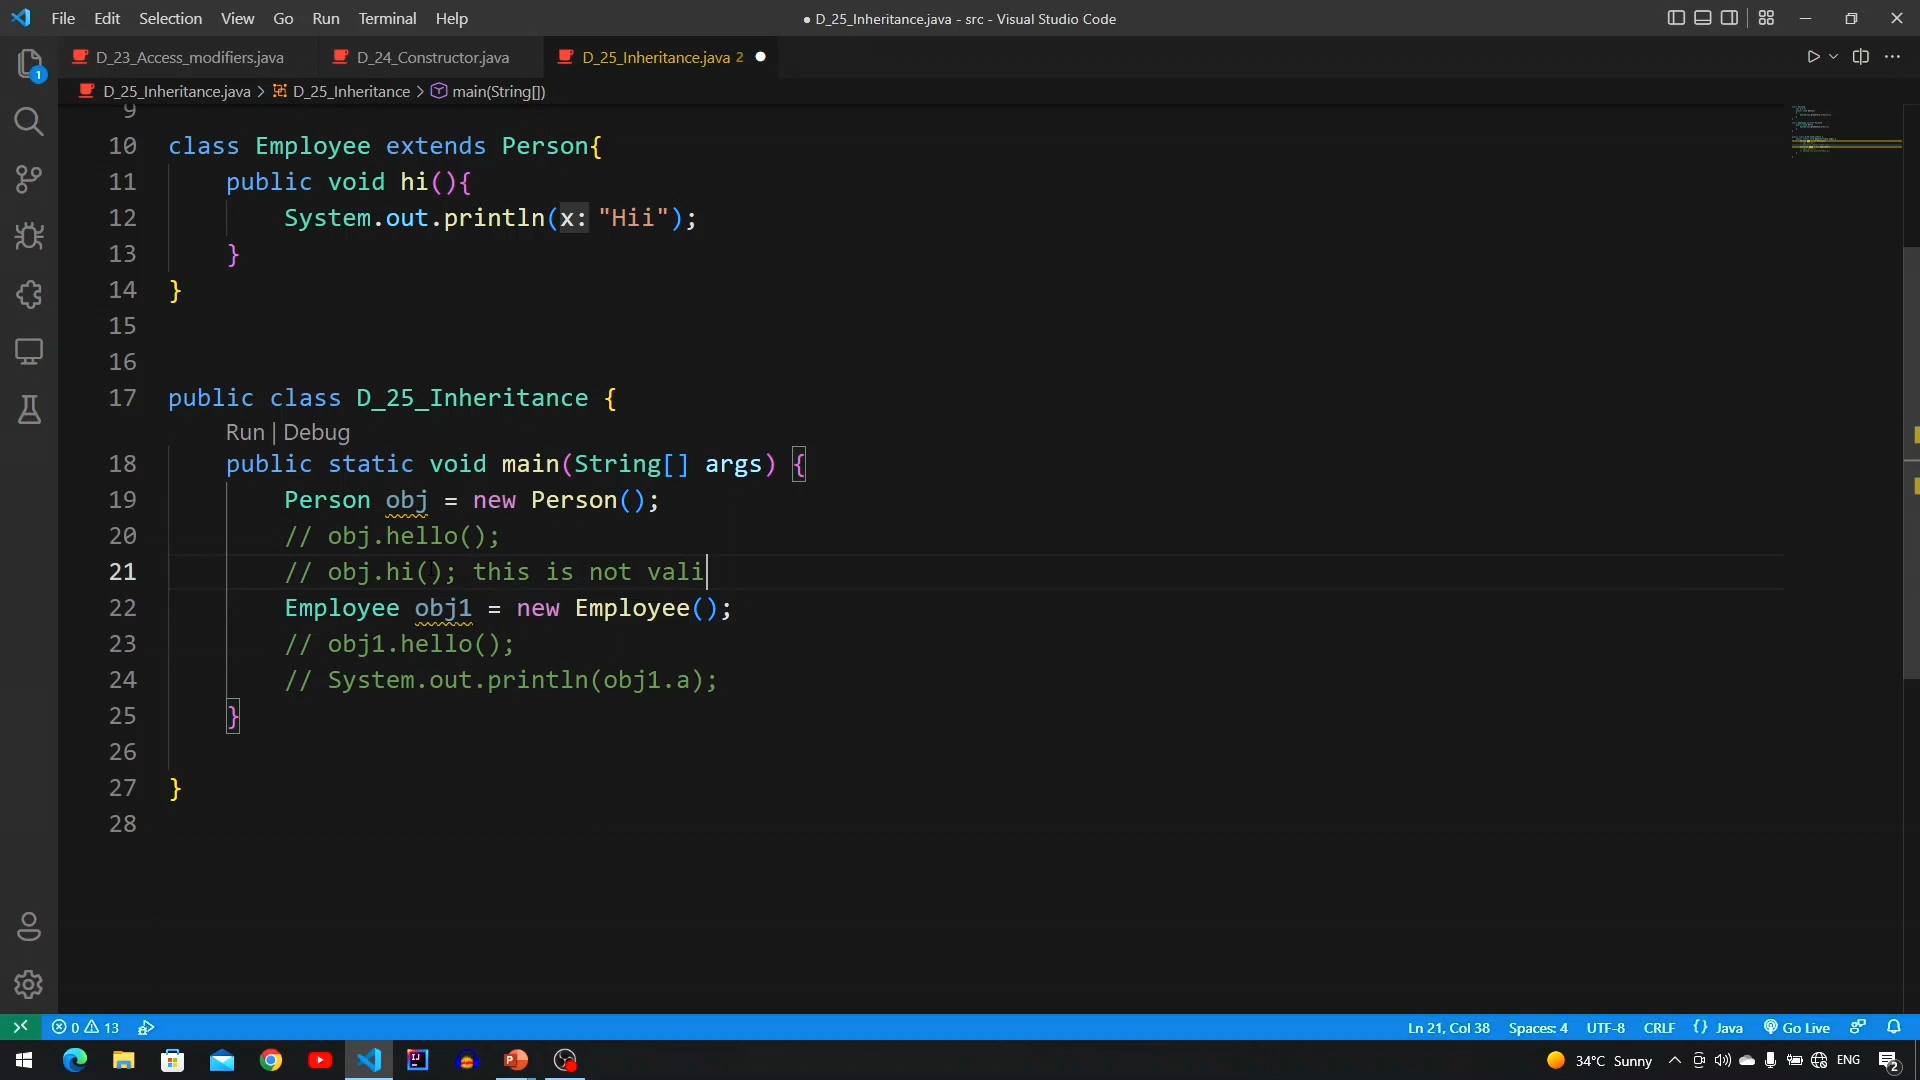 File Edit Selection View Go Run Terminal Help
● D_25_Inheritance.java - src - Visual Studio Code
1
D_23_Access_modifiers.java
D_24_Constructor.java
D_25_Inheritance.java 2
D_25_Inheritance.java > D_25_Inheritance > main(String[])
9
10 class Employee extends Person{
11 public void hi(){
12 System.out.println(x: "Hii");
13 }
14 }
15
16
17 public class D_25_Inheritance {
Run | Debug
18 public static void main(String[] args) {
19 Person obj = new Person();
20 // obj.hello();
21 // obj.hi(); this is not vali
22 Employee obj1 = new Employee();
23 // obj1.hello();
24 // System.out.println(obj1.a);
25 }
26
27 }
28
0 13
Ln 21, Col 38 Spaces: 4 UTF-8 CRLF {} Java Go Live
34°C Sunny ENG 2